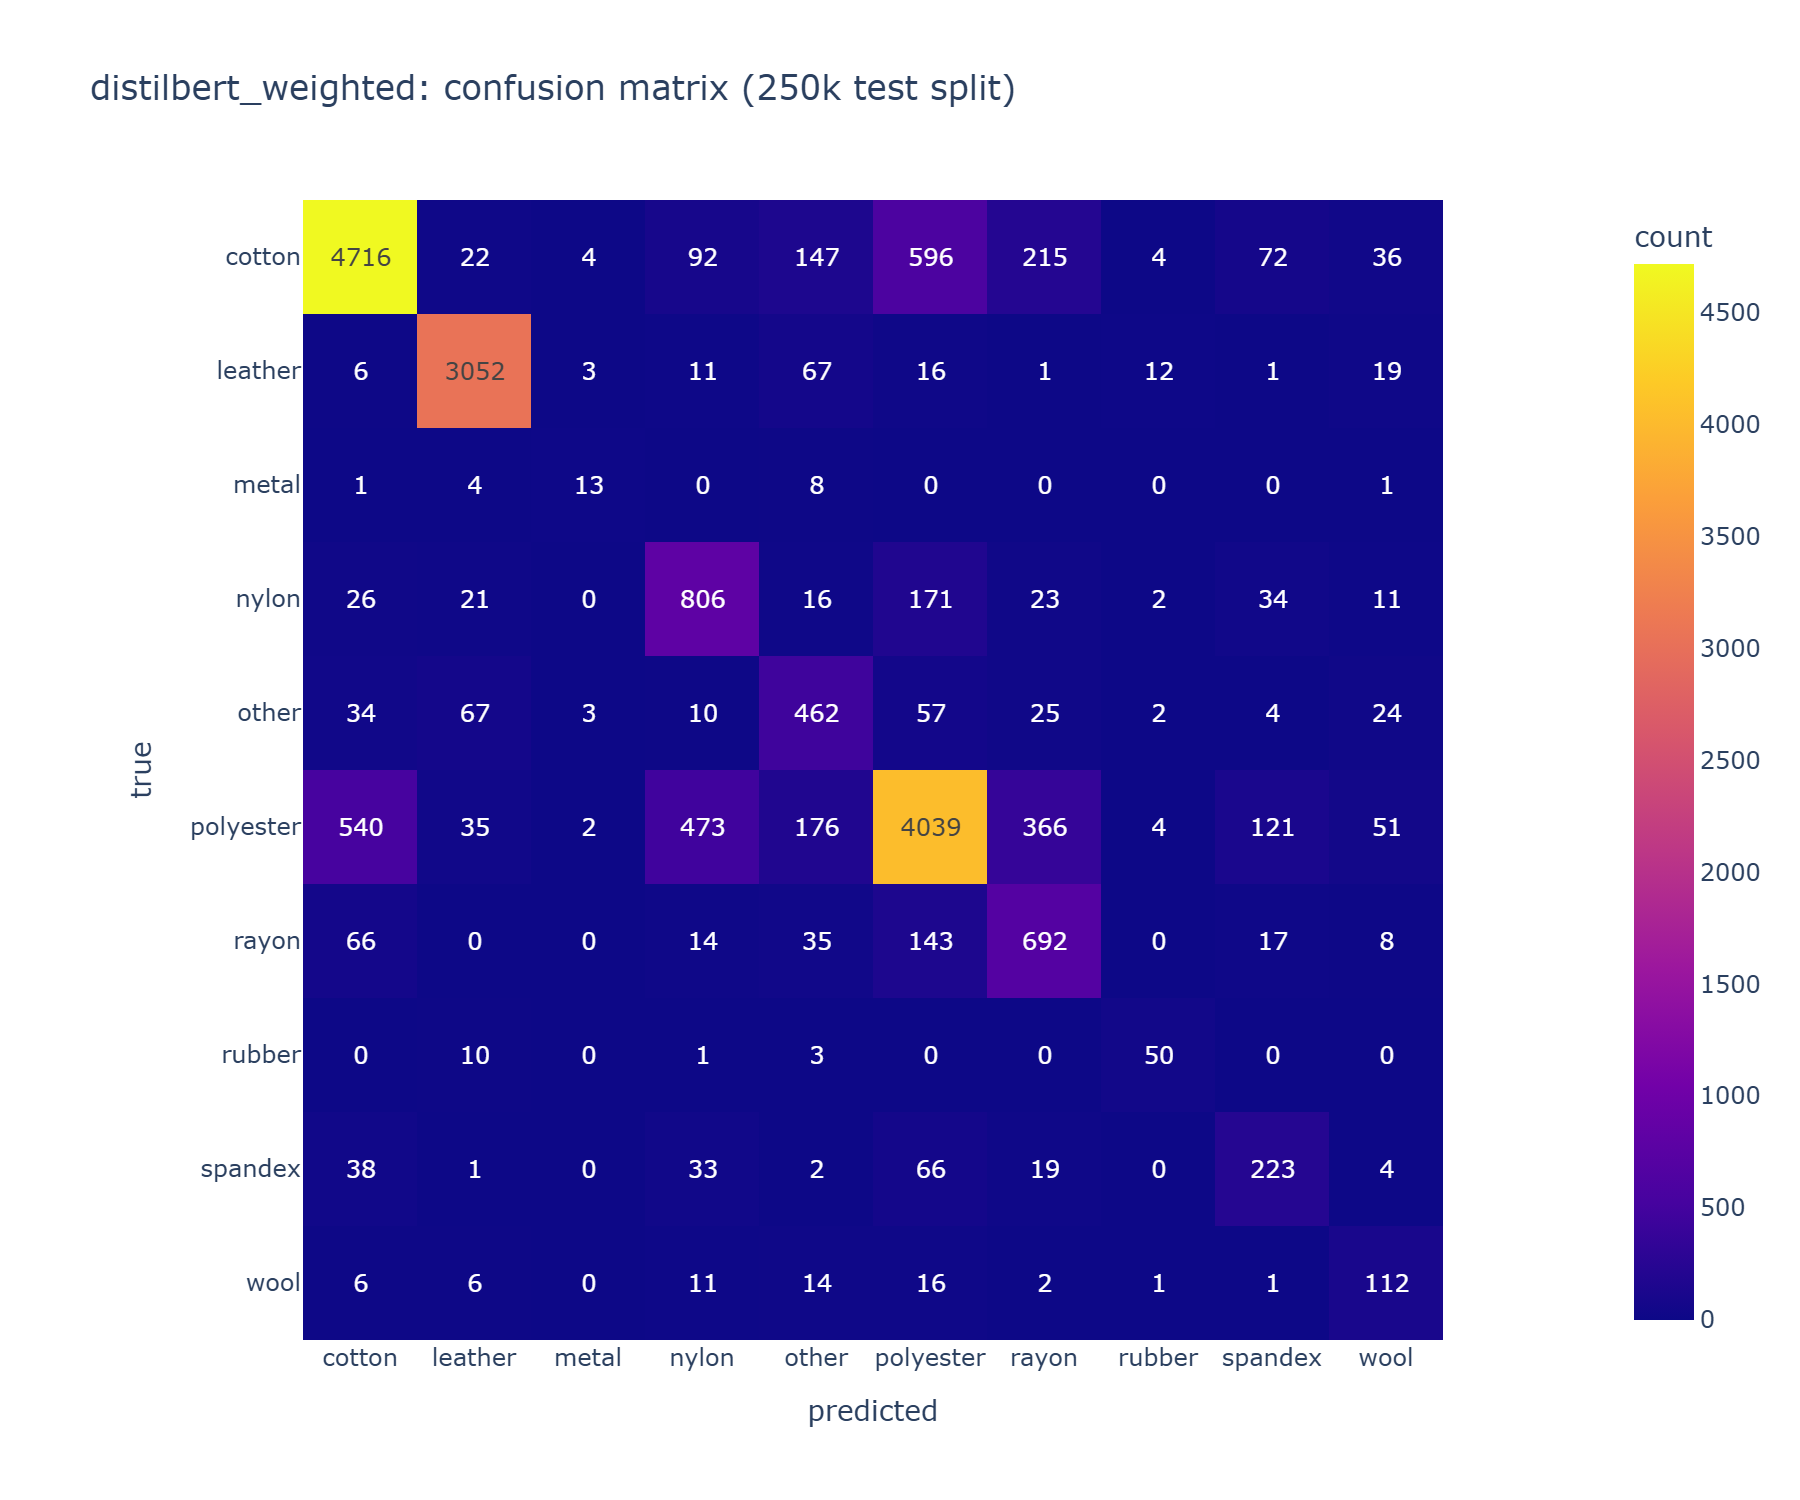 distilbert_weighted: confusion matrix (250k test split)
count
cotton 4716 22 4 92 147 596 215 4 72 36
leather 6 3052 3 11 67 16 1 12 1 19
metal 1 4 13 0 8 0 0 0 0 1
nylon 26 21 0 806 16 171 23 2 34 11
other 34 67 3 10 462 57 25 2 4 24
true
polyester 540 35 2 473 176 4039 366 4 121 51
rayon 66 0 0 14 35 143 692 0 17 8
rubber 0 10 0 1 3 0 0 50 0 0
spandex 38 1 0 33 2 66 19 0 223 4
wool 6 6 0 11 14 16 2 1 1 112
cotton leather metal nylon other polyester rayon rubber spandex wool
predicted
4500
4000
3500
3000
2500
2000
1500
1000
500
0